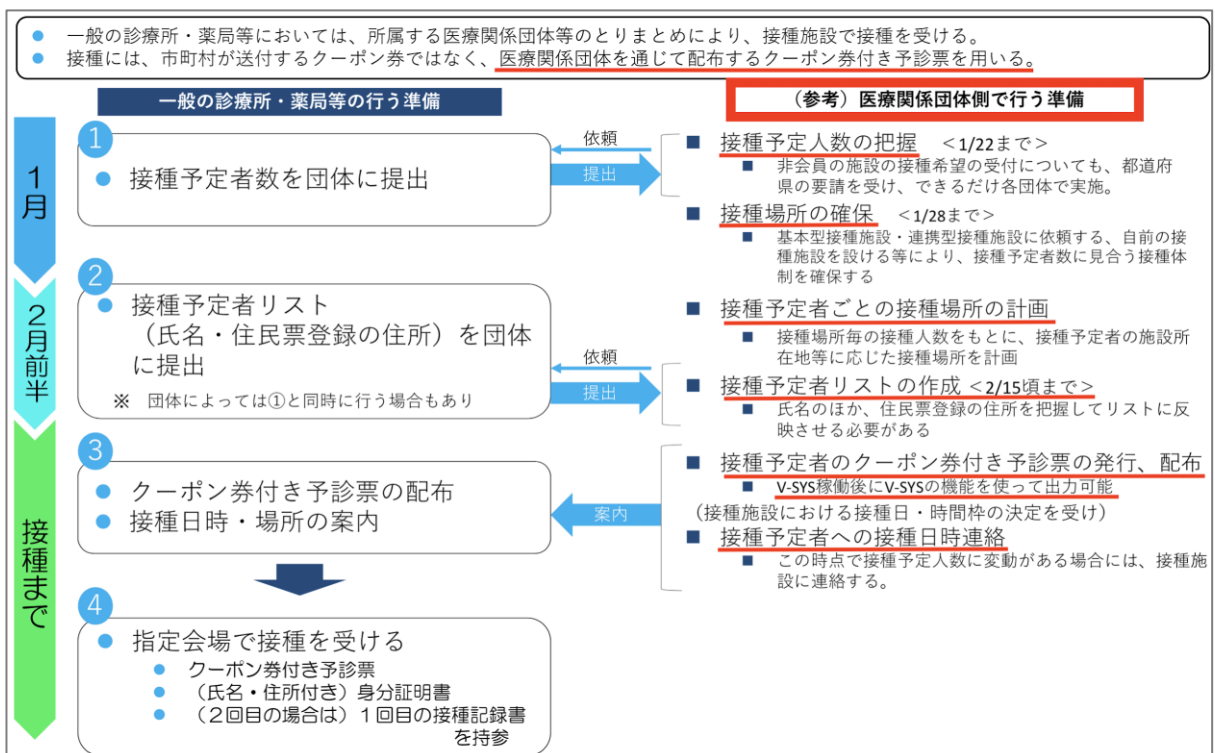 ● 一般の診療所・薬局等においては、所属する医療関係団体等のとりまとめにより、接種施設で接種を受ける。
● 接種には、市町村が送付するクーポン券ではなく、医療関係団体を通じて配布するクーポン券付き予診票を用いる。
一般の診療所・薬局等の行う準備
（参考）医療関係団体側で行う準備
1月
1
● 接種予定者数を団体に提出
依頼
提出
■ 接種予定人数の把握 ＜1/22まで＞
■ 非会員の施設の接種希望の受付についても、都道府
県の要請を受け、できるだけ各団体で実施。
■ 接種場所の確保 ＜1/28まで＞
■ 基本型接種施設・連携型接種施設に依頼する、自前の接
種施設を設ける等により、接種予定者数に見合う接種体
制を確保する
2月前半
2
● 接種予定者リスト
（氏名・住民票登録の住所）を団体
に提出
※ 団体によっては①と同時に行う場合もあり
依頼
提出
■ 接種予定者ごとの接種場所の計画
■ 接種場所毎の接種人数をもとに、接種予定者の施設所
在地等に応じた接種場所を計画
■ 接種予定者リストの作成 ＜2/15頃まで＞
■ 氏名のほか、住民票登録の住所を把握してリストに反
映させる必要がある
接種まで
3
● クーポン券付き予診票の配布
● 接種日時・場所の案内
案内
■ 接種予定者のクーポン券付き予診票の発行、配布
■ V-SYS稼働後にV-SYSの機能を使って出力可能
（接種施設における接種日・時間枠の決定を受け）
■ 接種予定者への接種日時連絡
■ この時点で接種予定人数に変動がある場合には、接種施
設に連絡する。
4
● 指定会場で接種を受ける
● クーポン券付き予診票
● （氏名・住所付き）身分証明書
● （２回目の場合は）１回目の接種記録書
を持参